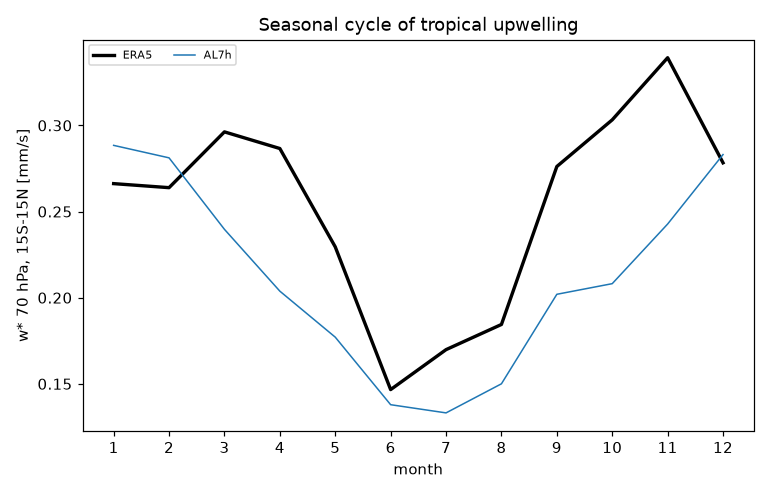 Seasonal cycle of tropical upwelling
ERA5 AL7h
w* 70 hPa, 15S-15N [mm/s]
0.30
0.25
0.20
0.15
1 2 3 4 5 6 7 8 9 10 11 12
month